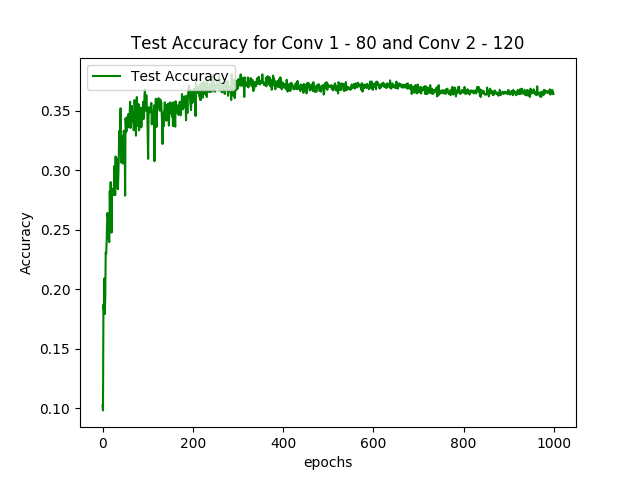 Test Accuracy for Conv 1 - 80 and Conv 2 - 120
Test Accuracy
Accuracy
0.35
0.30
0.25
0.20
0.15
0.10
0 200 400 600 800 1000
epochs